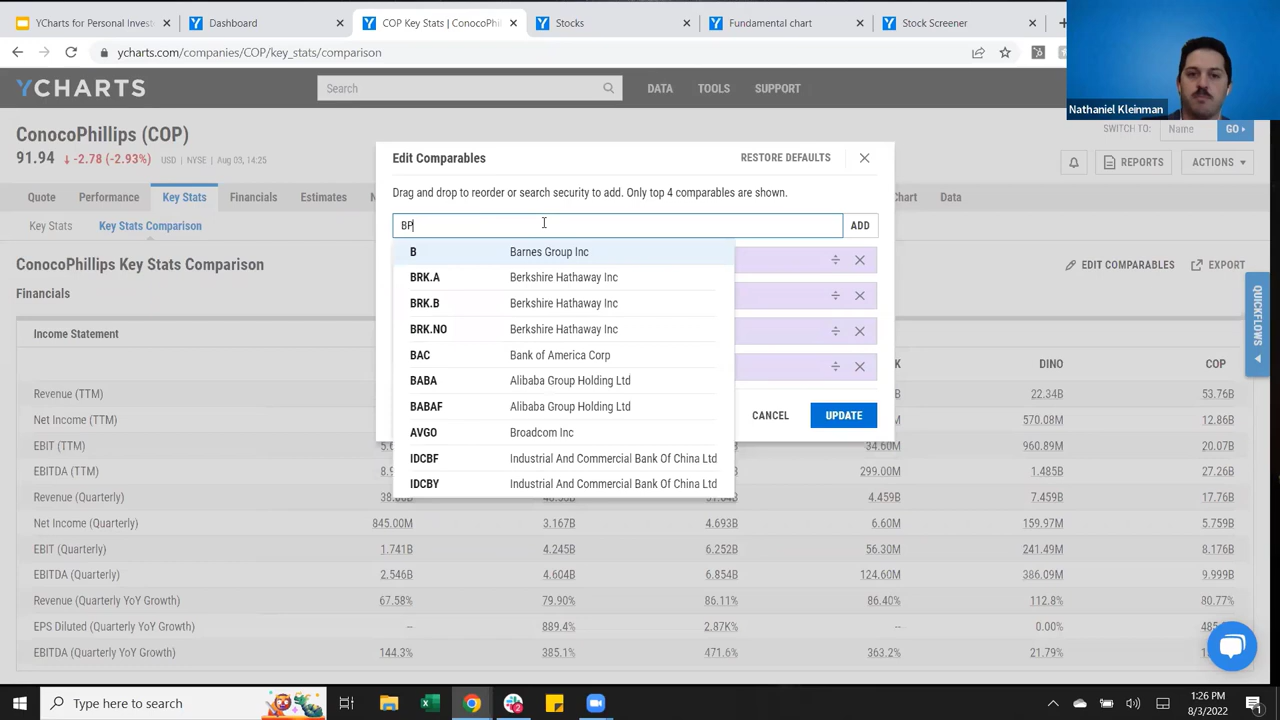 YCharts for Personal Invest
Dashboard
COP Key Stats | ConocoPhill
Stocks
Fundamental chart
Stock Screener
ycharts.com/companies/COP/key_stats/comparison
YCHARTS
Search
DATA
TOOLS
SUPPORT
Nathaniel Kleinman
ConocoPhillips (COP)
SWITCH TO:
Name
GO
91.94 ↓ -2.78 (-2.93%) USD | NYSE | Aug 03, 14:25
REPORTS
ACTIONS
Quote
Performance
Key Stats
Financials
Estimates
N
Chart
Data
Key Stats
Key Stats Comparison
ConocoPhillips Key Stats Comparison
EDIT COMPARABLES
EXPORT
Financials
QUICKFLOWS
Edit Comparables
RESTORE DEFAULTS
Drag and drop to reorder or search security to add. Only top 4 comparables are shown.
BP
ADD
B Barnes Group Inc
BRK.A Berkshire Hathaway Inc
BRK.B Berkshire Hathaway Inc
BRK.NO Berkshire Hathaway Inc
BAC Bank of America Corp
BABA Alibaba Group Holding Ltd
BABAF Alibaba Group Holding Ltd
AVGO Broadcom Inc
IDCBF Industrial And Commercial Bank Of China Ltd
IDCBY Industrial And Commercial Bank Of China Ltd
CANCEL
UPDATE
Income Statement
K DINO COP
Revenue (TTM) 22.34B 53.76B
Net Income (TTM) 570.08M 12.86B
EBIT (TTM) 960.89M 20.07B
EBITDA (TTM) 299.00M 1.485B 27.26B
Revenue (Quarterly) 4.459B 7.459B 17.76B
Net Income (Quarterly) 845.00M 3.167B 4.693B 6.60M 159.97M 5.759B
EBIT (Quarterly) 1.741B 4.245B 6.252B 56.30M 241.49M 8.176B
EBITDA (Quarterly) 2.546B 4.604B 6.854B 124.60M 386.09M 9.999B
Revenue (Quarterly YoY Growth) 67.58% 79.90% 86.11% 86.40% 112.8% 80.77%
EPS Diluted (Quarterly YoY Growth) -- 889.4% 2.87K% -- 0.00%
EBITDA (Quarterly YoY Growth) 144.3% 385.1% 471.6% 363.2% 21.79%
Type here to search
1:26 PM
8/3/2022